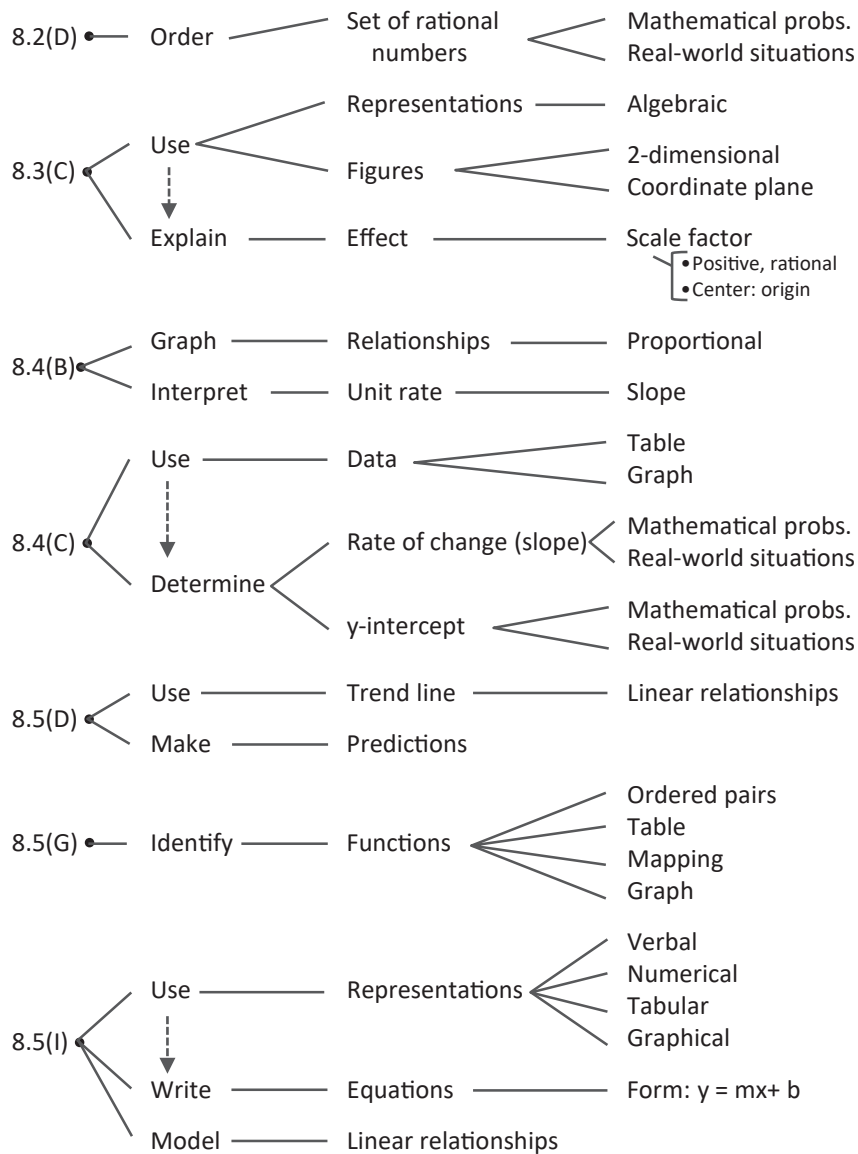 8.2(D) Order Set of rational numbers Mathematical probs.
Real-world situations
8.3(C) Use Representations Algebraic
Figures 2-dimensional
Coordinate plane
Explain Effect Scale factor
• Positive, rational
• Center: origin
8.4(B) Graph Relationships Proportional
Interpret Unit rate Slope
8.4(C) Use Data Table
Graph
Determine Rate of change (slope) Mathematical probs.
Real-world situations
y-intercept Mathematical probs.
Real-world situations
8.5(D) Use Trend line Linear relationships
Make Predictions
8.5(G) Identify Functions Ordered pairs
Table
Mapping
Graph
8.5(I) Use Representations Verbal
Numerical
Tabular
Graphical
Write Equations Form: y = mx+ b
Model Linear relationships